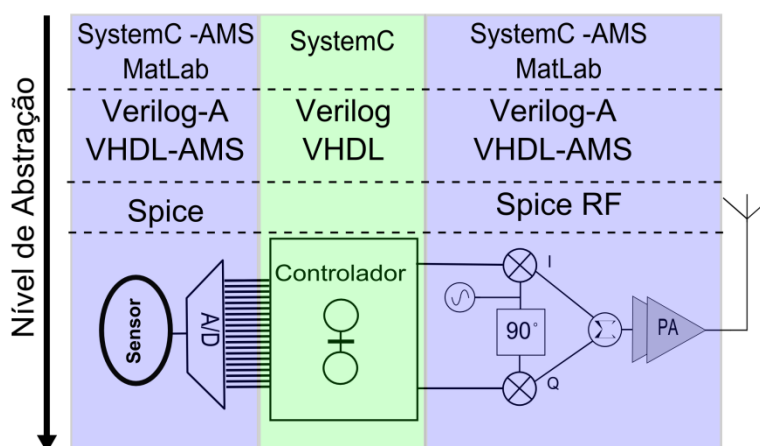 Nível de Abstração
SystemC -AMS
MatLab
SystemC
SystemC -AMS
MatLab
Verilog-A
VHDL-AMS
Verilog
VHDL
Verilog-A
VHDL-AMS
Spice
Spice RF
Sensor
A/D
Controlador
I
90°
Σ
PA
Q